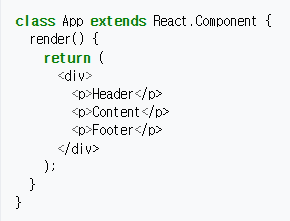 class App extends React.Component {
  render() {
    return (
      <div>
        <p>Header</p>
        <p>Content</p>
        <p>Footer</p>
      </div>
    );
  }
}